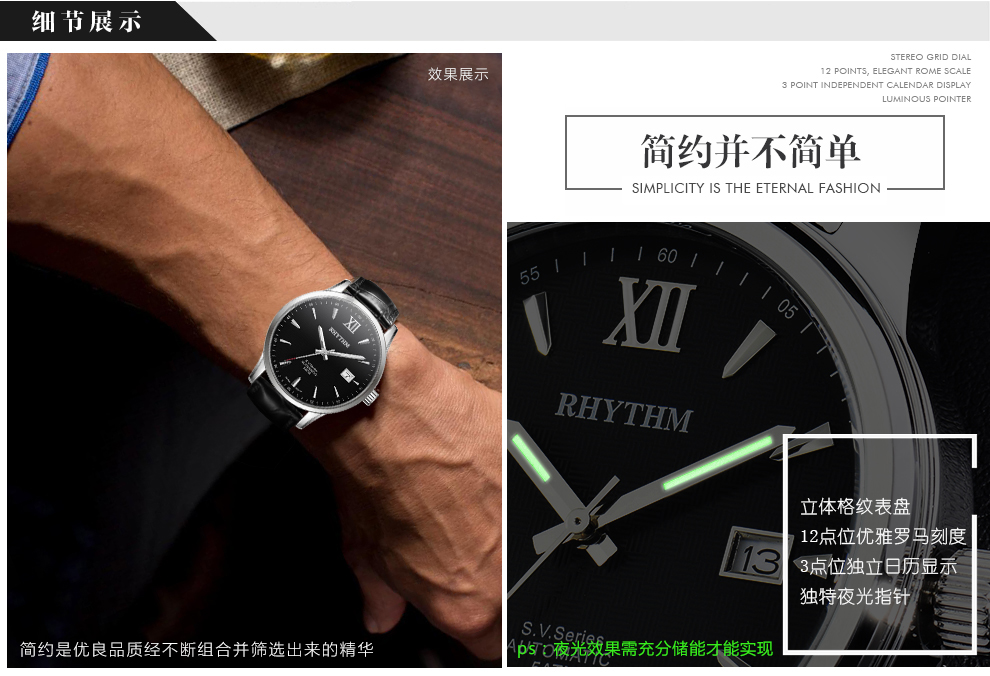 细节展示
效果展示
STEREO GRID DIAL
12 POINTS, ELEGANT ROME SCALE
3 POINT INDEPENDENT CALENDAR DISPLAY
LUMINOUS POINTER
简约并不简单
SIMPLICITY IS THE ETERNAL FASHION
55
60
05
XII
RHYTHM
13
立体格纹表盘
12点位优雅罗马刻度
3点位独立日历显示
独特夜光指针
S.V.Series
AUTOMATIC
ps：夜光效果需充分储能才能实现
XII
RHYTHM
简约是优良品质经不断组合并筛选出来的精华